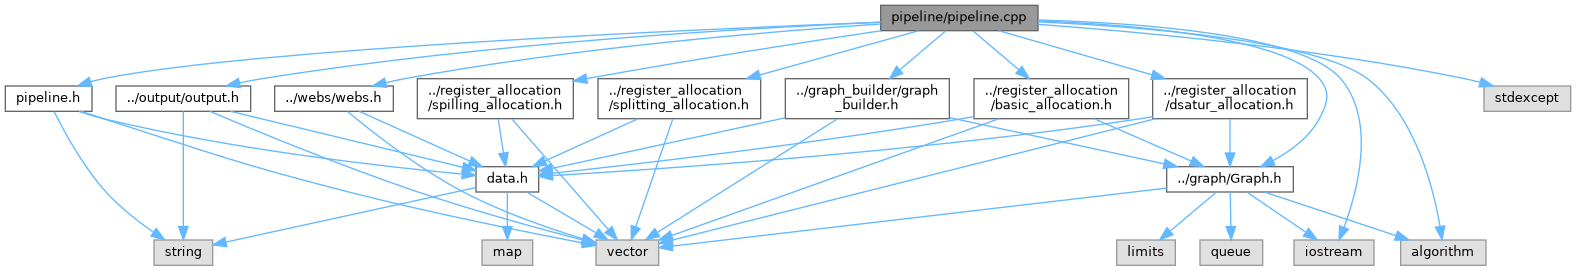 pipeline/pipeline.cpp
pipeline.h
../output/output.h
../webs/webs.h
../register_allocation
/spilling_allocation.h
../register_allocation
/splitting_allocation.h
../graph_builder/graph
_builder.h
../register_allocation
/basic_allocation.h
../register_allocation
/dsatur_allocation.h
stdexcept
data.h
../graph/Graph.h
string
map
vector
limits
queue
iostream
algorithm